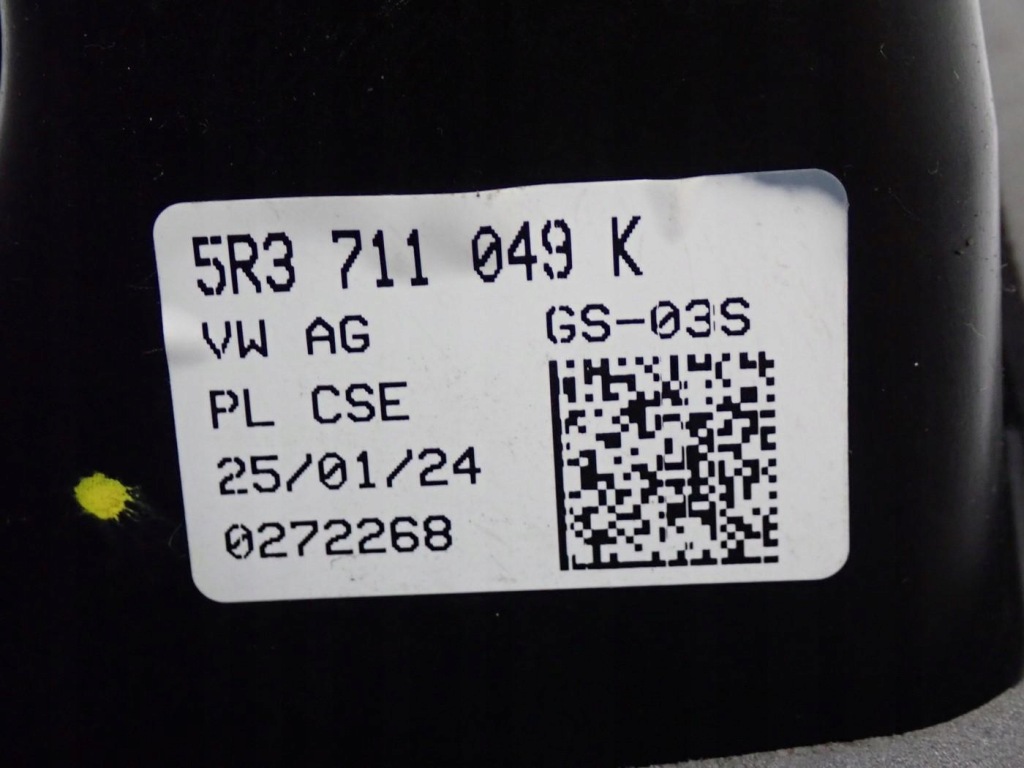 5R3 711 049 K
VW AG
GS-03S
PL CSE
25/01/24
0272268